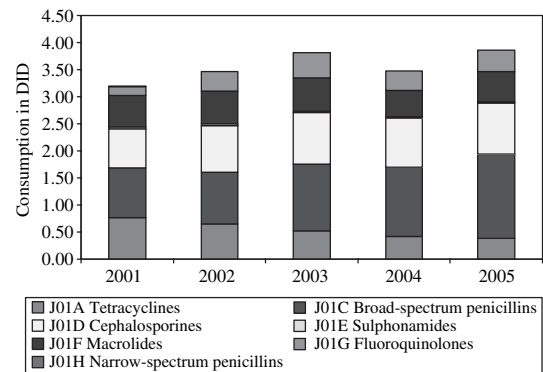 4.50
4.00
3.50
3.00
2.50
2.00
1.50
1.00
0.50
0.00
Consumption in DID
2001 2002 2003 2004 2005
J01A Tetracyclines J01C Broad-spectrum penicillins
J01D Cephalosporines J01E Sulphonamides
J01F Macrolides J01G Fluoroquinolones
J01H Narrow-spectrum penicillins